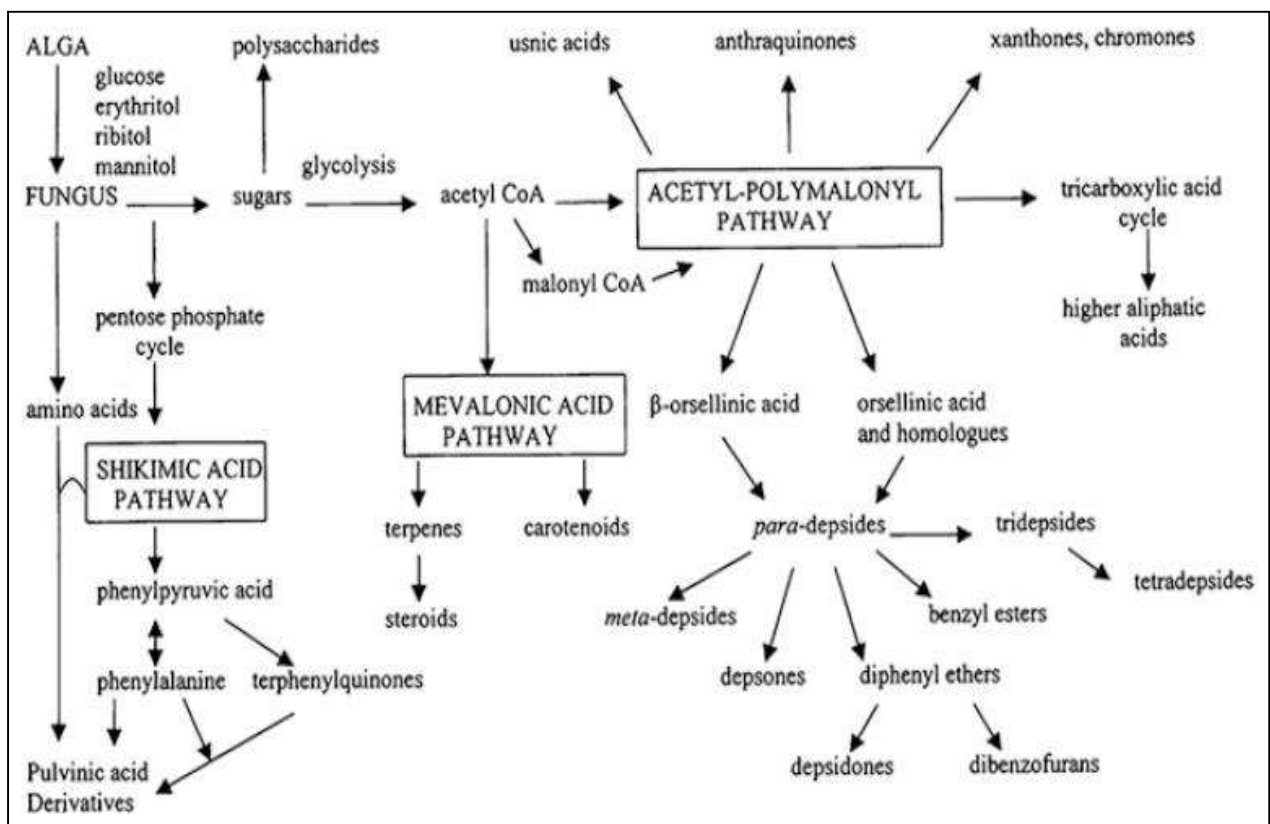 ALGA
polysaccharides
usnic acids
anthraquinones
xanthones, chromones
glucose
erythritol
ribitol
mannitol
glycolysis
FUNGUS
sugars
acetyl CoA
ACETYL-POLYMALONYL
PATHWAY
tricarboxylic acid
cycle
malonyl CoA
higher aliphatic
acids
pentose phosphate
cycle
amino acids
MEVALONIC ACID
PATHWAY
β-orsellinic acid
orsellinic acid
and homologues
SHIKIMIC ACID
PATHWAY
terpenes
carotenoids
para-depsides
tridepsides
tetradepsides
phenylpyruvic acid
steroids
meta-depsides
benzyl esters
phenylalanine
terphenylquinones
depsones
diphenyl ethers
depsidones
dibenzofurans
Pulvinic acid
Derivatives